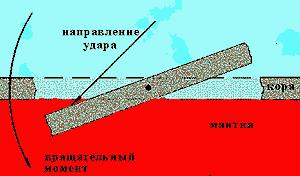 направление
удара
кора
мантия
вращательный
момент